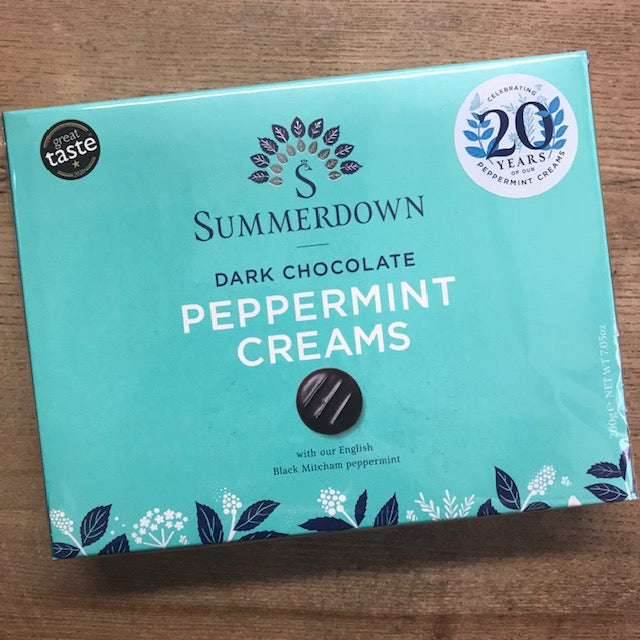 great
taste
CELEBRATING
20
YEARS
OF OUR
PEPPERMINT CREAMS
S
SUMMERDOWN
DARK CHOCOLATE
PEPPERMINT
CREAMS
with our English
Black Mitcham peppermint
200g e NET WT 7.05oz